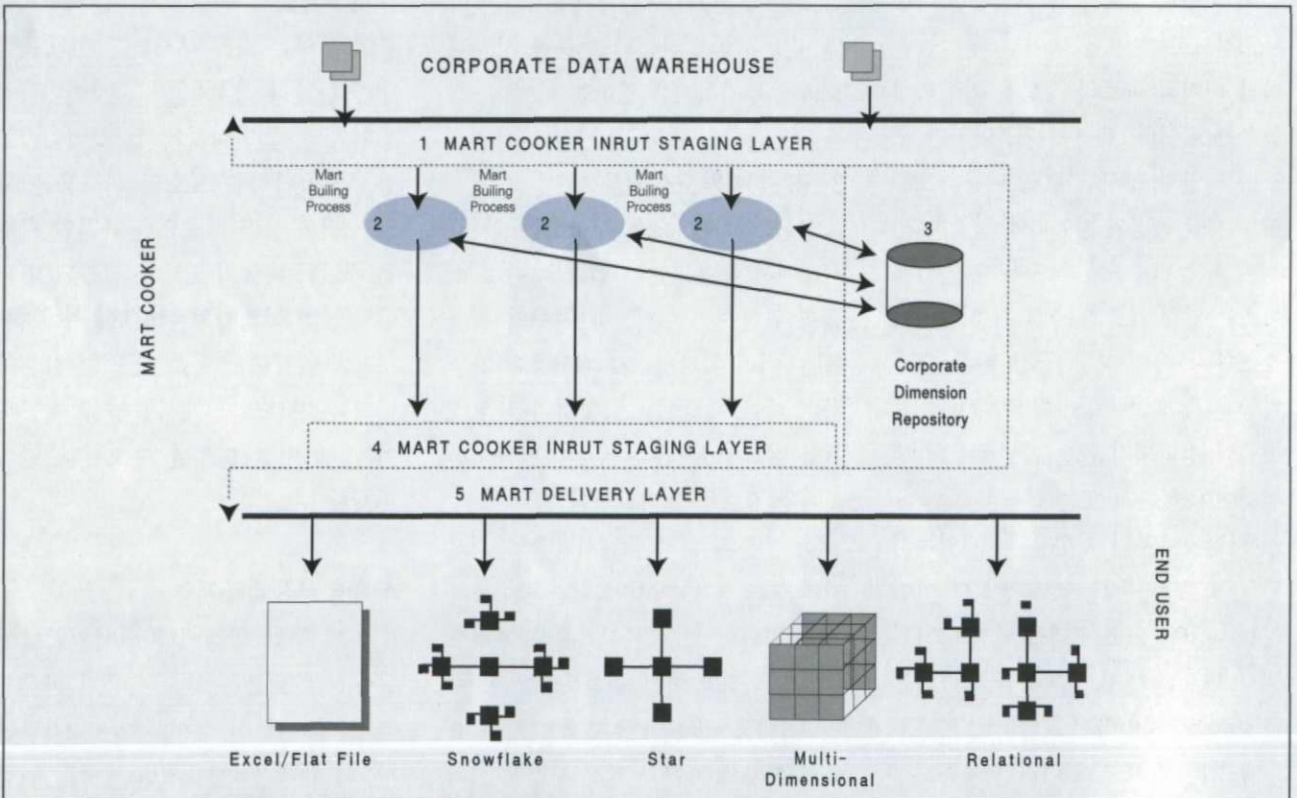 CORPORATE DATA WAREHOUSE
1 MART COOKER INRUT STAGING LAYER
Mart
Builing
Process
Mart
Builing
Process
Mart
Builing
Process
2
2
2
3
MART COOKER
Corporate
Dimension
Repository
4 MART COOKER INRUT STAGING LAYER
5 MART DELIVERY LAYER
END USER
Excel/Flat File
Snowflake
Star
Multi-
Dimensional
Relational